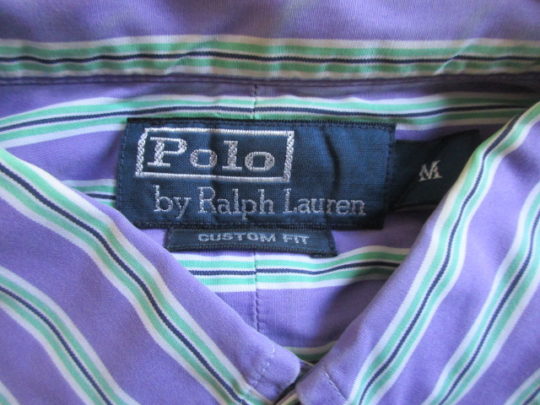 Polo
by Ralph Lauren
M
CUSTOM FIT